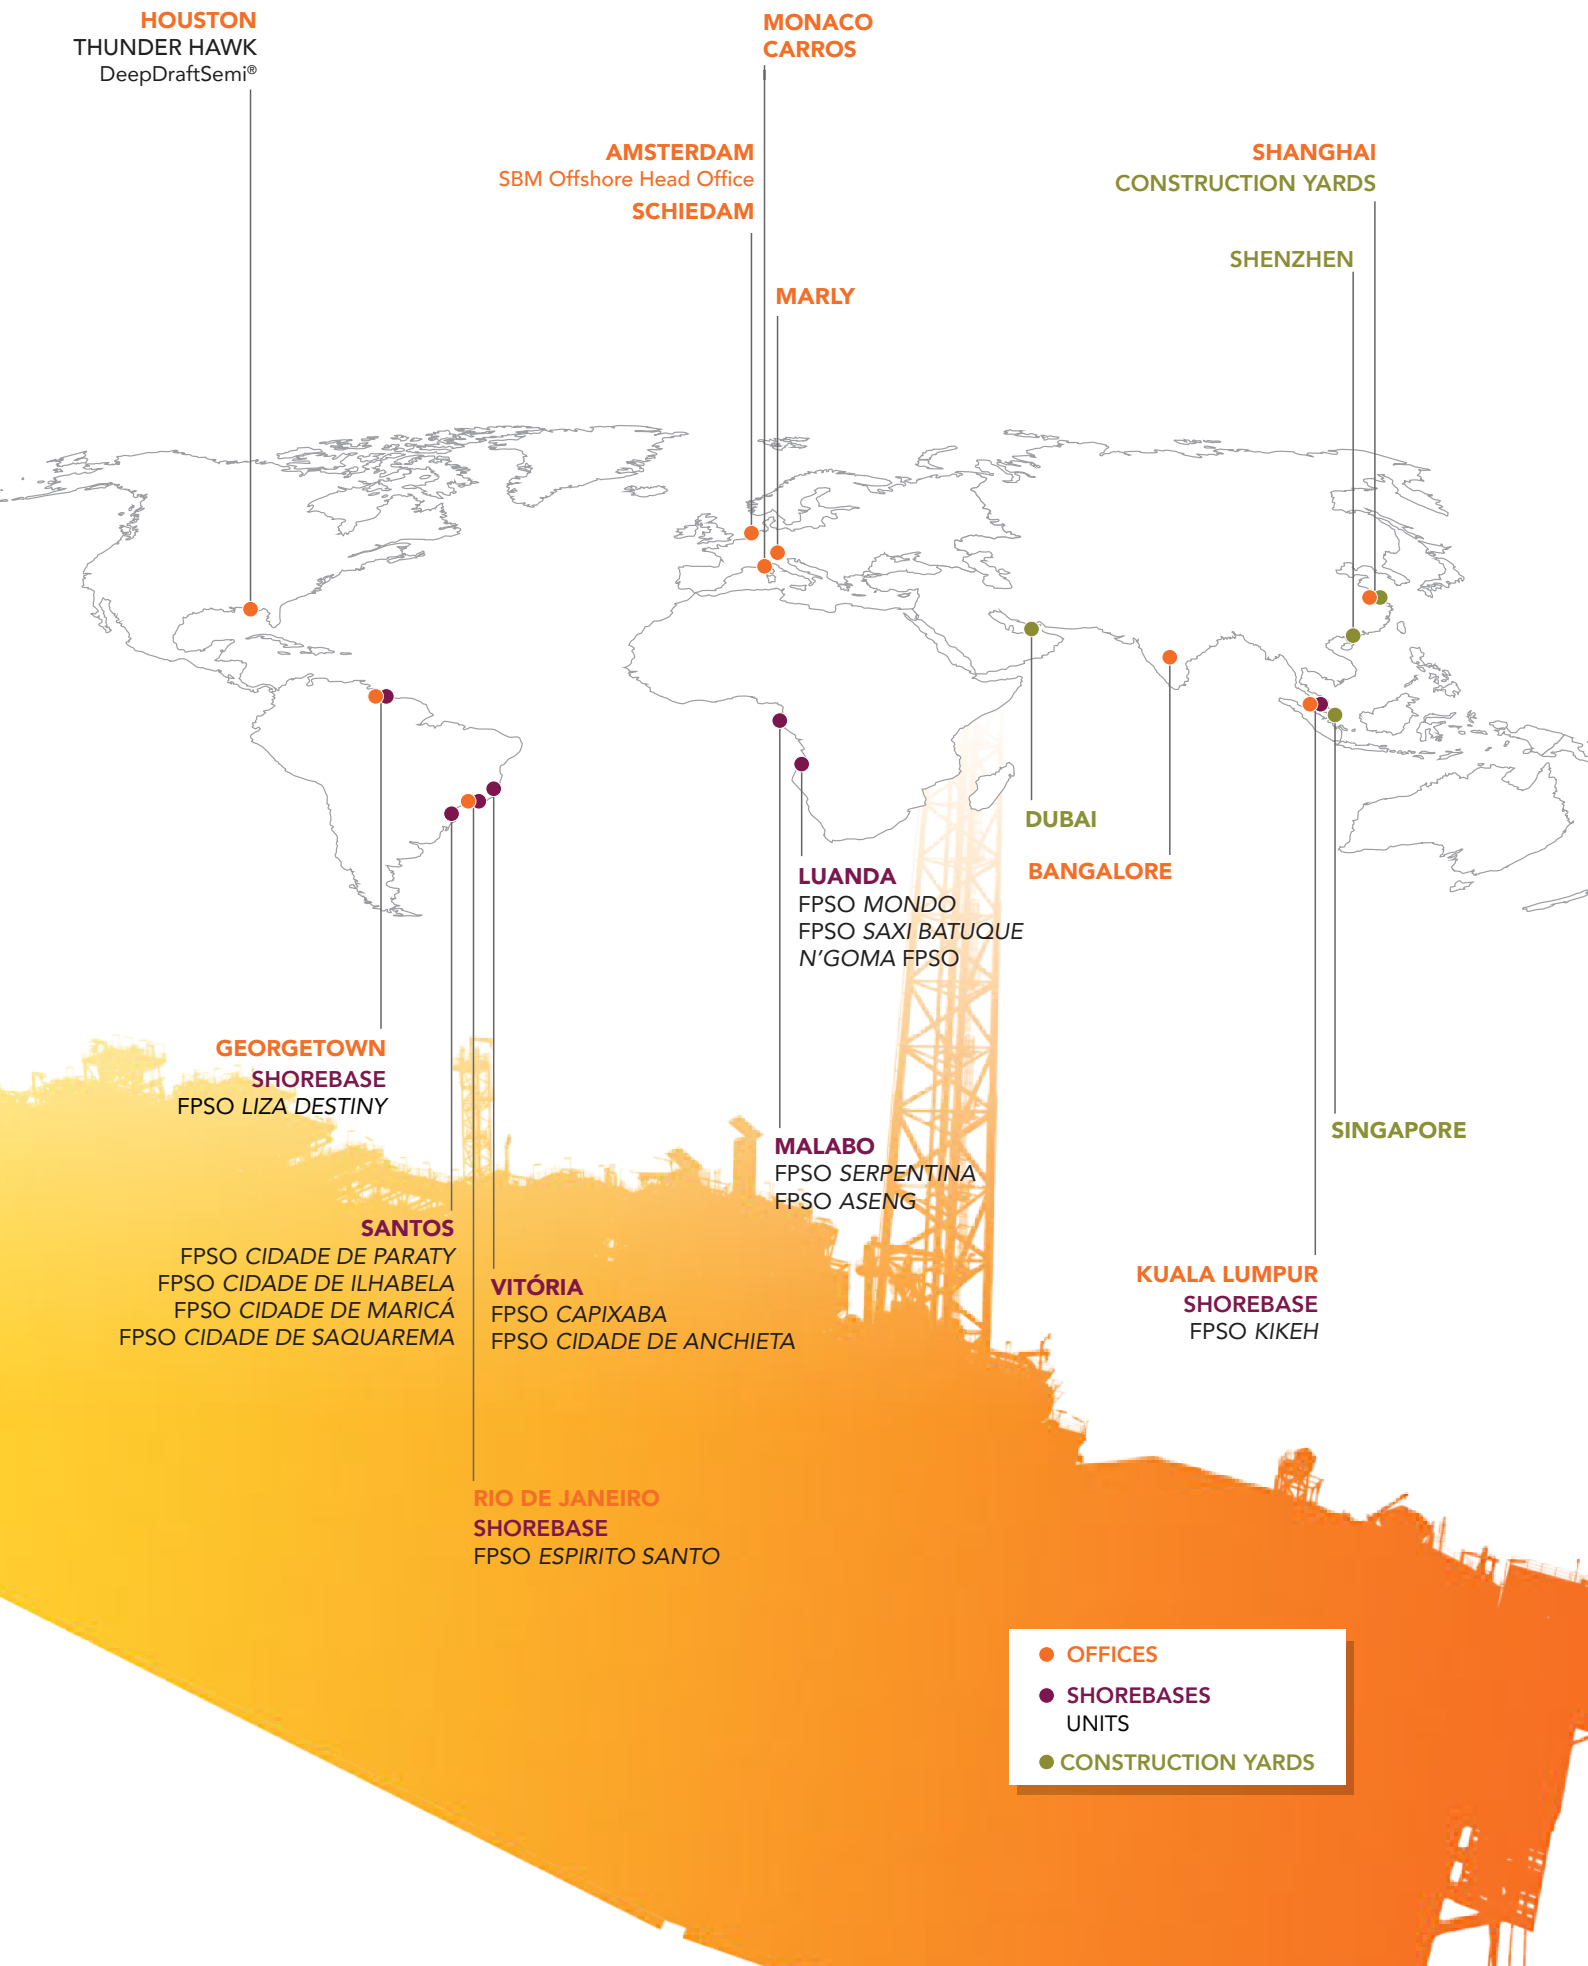 HOUSTON
THUNDER HAWK
DeepDraftSemi®
MONACO
CARROS
AMSTERDAM
SBM Offshore Head Office
SCHIEDAM
SHANGHAI
CONSTRUCTION YARDS
SHENZHEN
MARLY
DUBAI
BANGALORE
LUANDA
FPSO MONDO
FPSO SAXI BATUQUE
N'GOMA FPSO
GEORGETOWN
SHOREBASE
FPSO LIZA DESTINY
MALABO
FPSO SERPENTINA
FPSO ASENG
SINGAPORE
SANTOS
FPSO CIDADE DE PARATY
FPSO CIDADE DE ILHABELA
FPSO CIDADE DE MARICÁ
FPSO CIDADE DE SAQUAREMA
VITÓRIA
FPSO CAPIXABA
FPSO CIDADE DE ANCHIETA
KUALA LUMPUR
SHOREBASE
FPSO KIKEH
RIO DE JANEIRO
SHOREBASE
FPSO ESPIRITO SANTO
OFFICES
SHOREBASES
UNITS
CONSTRUCTION YARDS